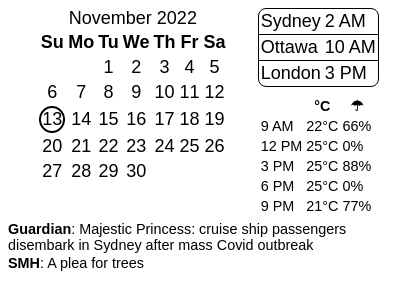 November 2022
Su Mo Tu We Th Fr Sa
1 2 3 4 5
6 7 8 9 10 11 12
13 14 15 16 17 18 19
20 21 22 23 24 25 26
27 28 29 30
Sydney 2 AM
Ottawa 10 AM
London 3 PM
°C ☂
9 AM 22°C 66%
12 PM 25°C 0%
3 PM 25°C 88%
6 PM 25°C 0%
9 PM 21°C 77%
Guardian: Majestic Princess: cruise ship passengers
disembark in Sydney after mass Covid outbreak
SMH: A plea for trees